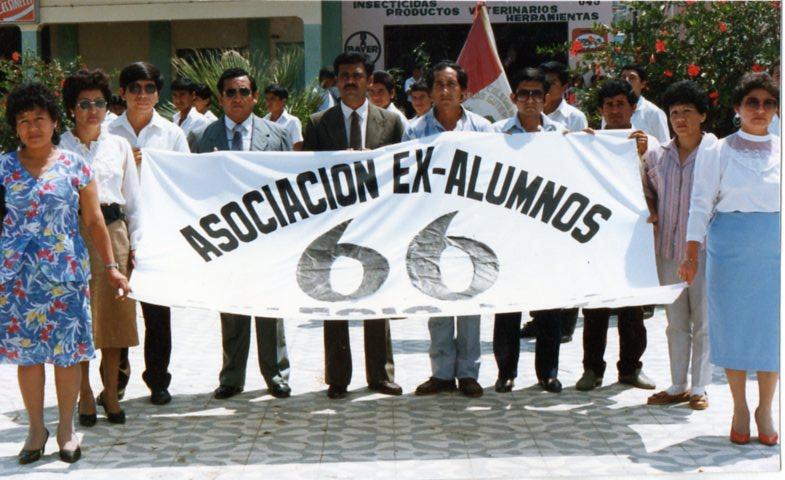 INSECTICIDAS
PRODUCTOS VETERINARIOS HERRAMIENTAS
BAYER
ASOCIACION EX-ALUMNOS
66